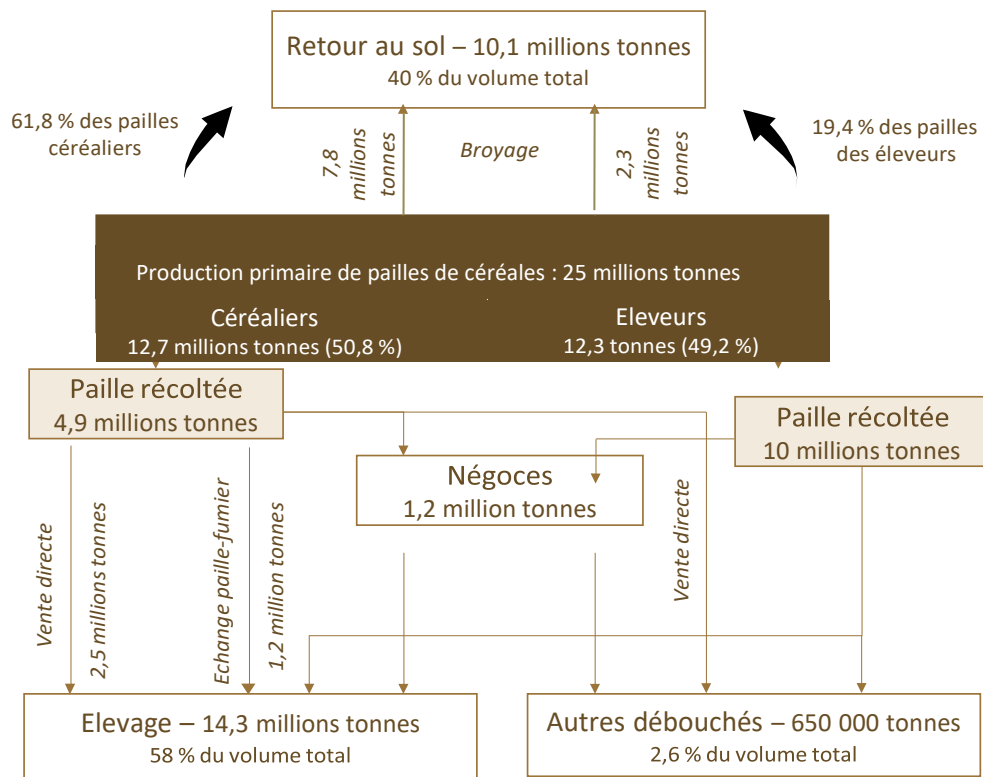 Retour au sol – 10,1 millions tonnes
40 % du volume total
61,8 % des pailles
céréaliers
7,8
millions
tonnes
Broyage
2,3
millions
tonnes
19,4 % des pailles
des éleveurs
Production primaire de pailles de céréales : 25 millions tonnes
Céréaliers
12,7 millions tonnes (50,8 %)
Eleveurs
12,3 tonnes (49,2 %)
Paille récoltée
4,9 millions tonnes
Paille récoltée
10 millions tonnes
Négoces
1,2 million tonnes
Vente directe
2,5 millions tonnes
Echange paille-fumier
1,2 million tonnes
Vente directe
Elevage – 14,3 millions tonnes
58 % du volume total
Autres débouchés – 650 000 tonnes
2,6 % du volume total